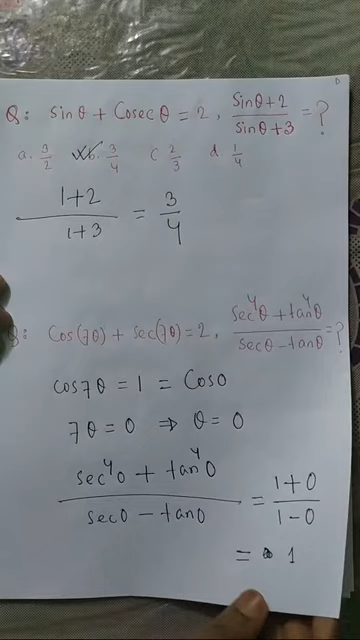 Q: sinθ + Cosecθ = 2, (sinθ+2)/(sinθ+3) = ?
a. 3/2 b. 3/4 c 2/3 d 1/4
(1+2)/(1+3) = 3/4
Q: Cos(7θ) + sec(7θ) = 2, (sec⁴θ + tan⁴θ)/(secθ - tanθ) = ?
cos7θ = 1 = Cos0
7θ = 0 ⇒ θ = 0
(sec⁴0 + tan⁴0)/(sec0 - tan0) = (1+0)/(1-0)
= 1